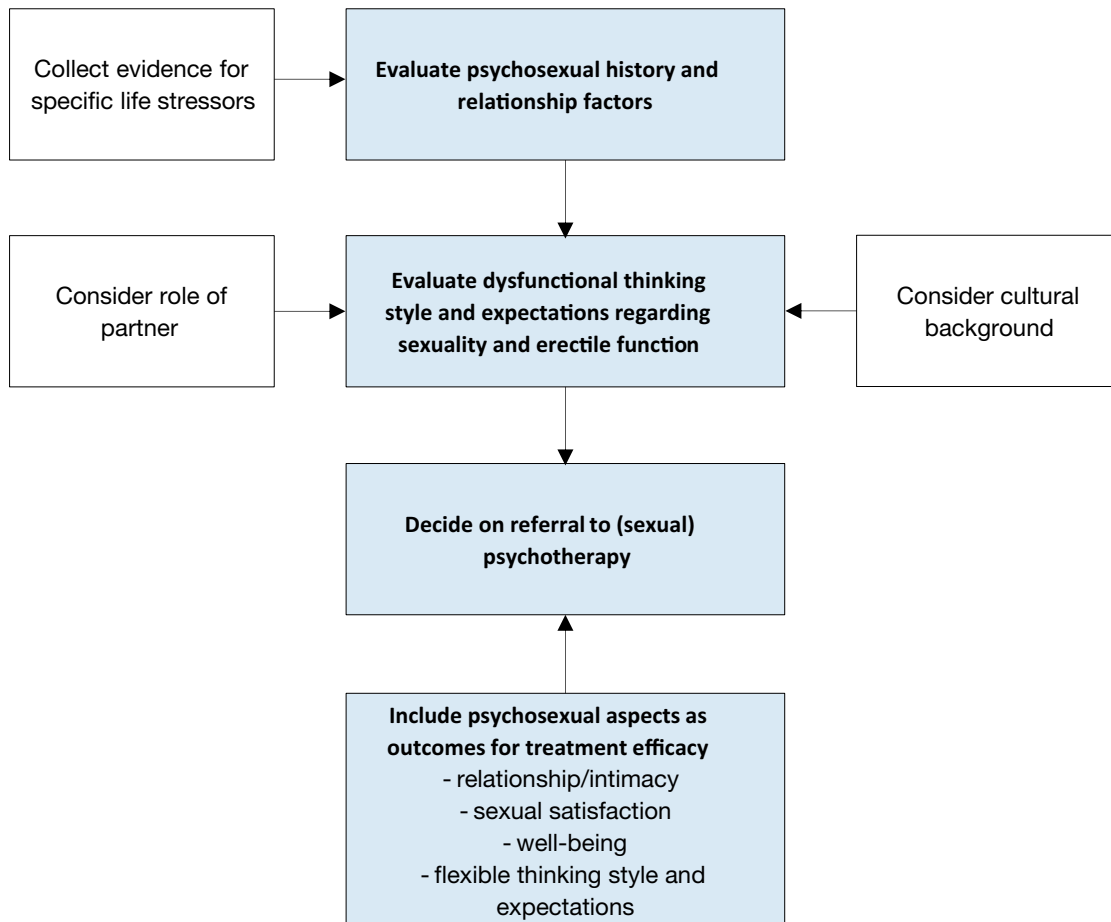 Collect evidence for
specific life stressors
Evaluate psychosexual history and
relationship factors
Consider role of
partner
Evaluate dysfunctional thinking
style and expectations regarding
sexuality and erectile function
Consider cultural
background
Decide on referral to (sexual)
psychotherapy
Include psychosexual aspects as
outcomes for treatment efficacy
- relationship/intimacy
- sexual satisfaction
- well-being
- flexible thinking style and
expectations